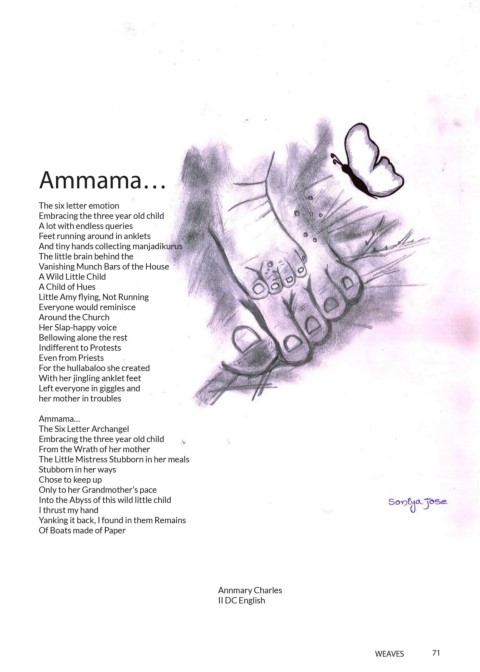 Ammama...
The six letter emotion
Embracing the three year old child
A lot with endless queries
Feet running around in anklets
And tiny hands collecting manjadikurus
The little brain behind the
Vanishing Munch Bars of the House
A Wild Little Child
A Child of Hues
Little Amy flying, Not Running
Everyone would reminisce
Around the Church
Her Slap-happy voice
Bellowing alone the rest
Indifferent to Protests
Even from Priests
For the hullabaloo she created
With her jingling anklet feet
Left everyone in giggles and
her mother in troubles
Ammama...
The Six Letter Archangel
Embracing the three year old child
From the Wrath of her mother
The Little Mistress Stubborn in her meals
Stubborn in her ways
Chose to keep up
Only to her Grandmother's pace
Into the Abyss of this wild little child
I thrust my hand
Yanking it back, I found in them Remains
Of Boats made of Paper
Jose
Annmary Charles
II DC English
WEAVES 71